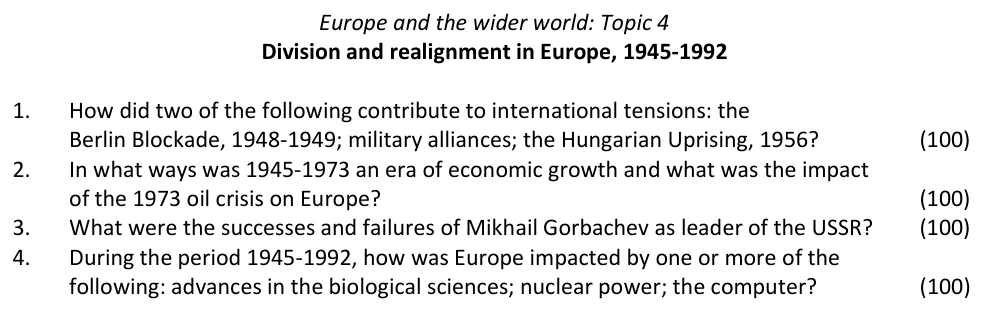 Europe and the wider world: Topic 4
Division and realignment in Europe, 1945-1992
1. How did two of the following contribute to international tensions: the
Berlin Blockade, 1948-1949; military alliances; the Hungarian Uprising, 1956? (100)
2. In what ways was 1945-1973 an era of economic growth and what was the impact
of the 1973 oil crisis on Europe? (100)
3. What were the successes and failures of Mikhail Gorbachev as leader of the USSR? (100)
4. During the period 1945-1992, how was Europe impacted by one or more of the
following: advances in the biological sciences; nuclear power; the computer? (100)